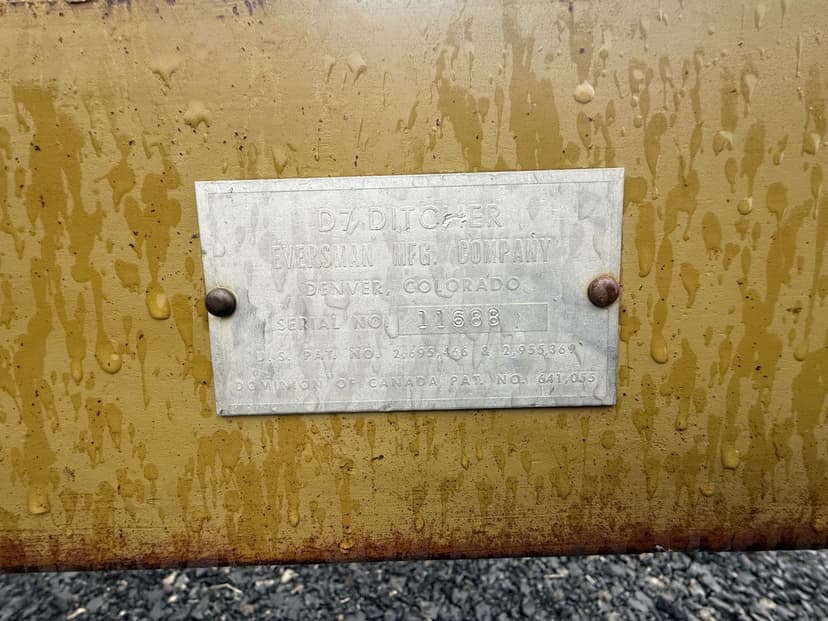 D7 DITCHER
EVERSMAN MFG. COMPANY
DENVER, COLORADO
SERIAL NO. 11688
U.S. PAT. NO. 2,695,466 & 2,955,369
DOMINION OF CANADA PAT. NO. 641,055